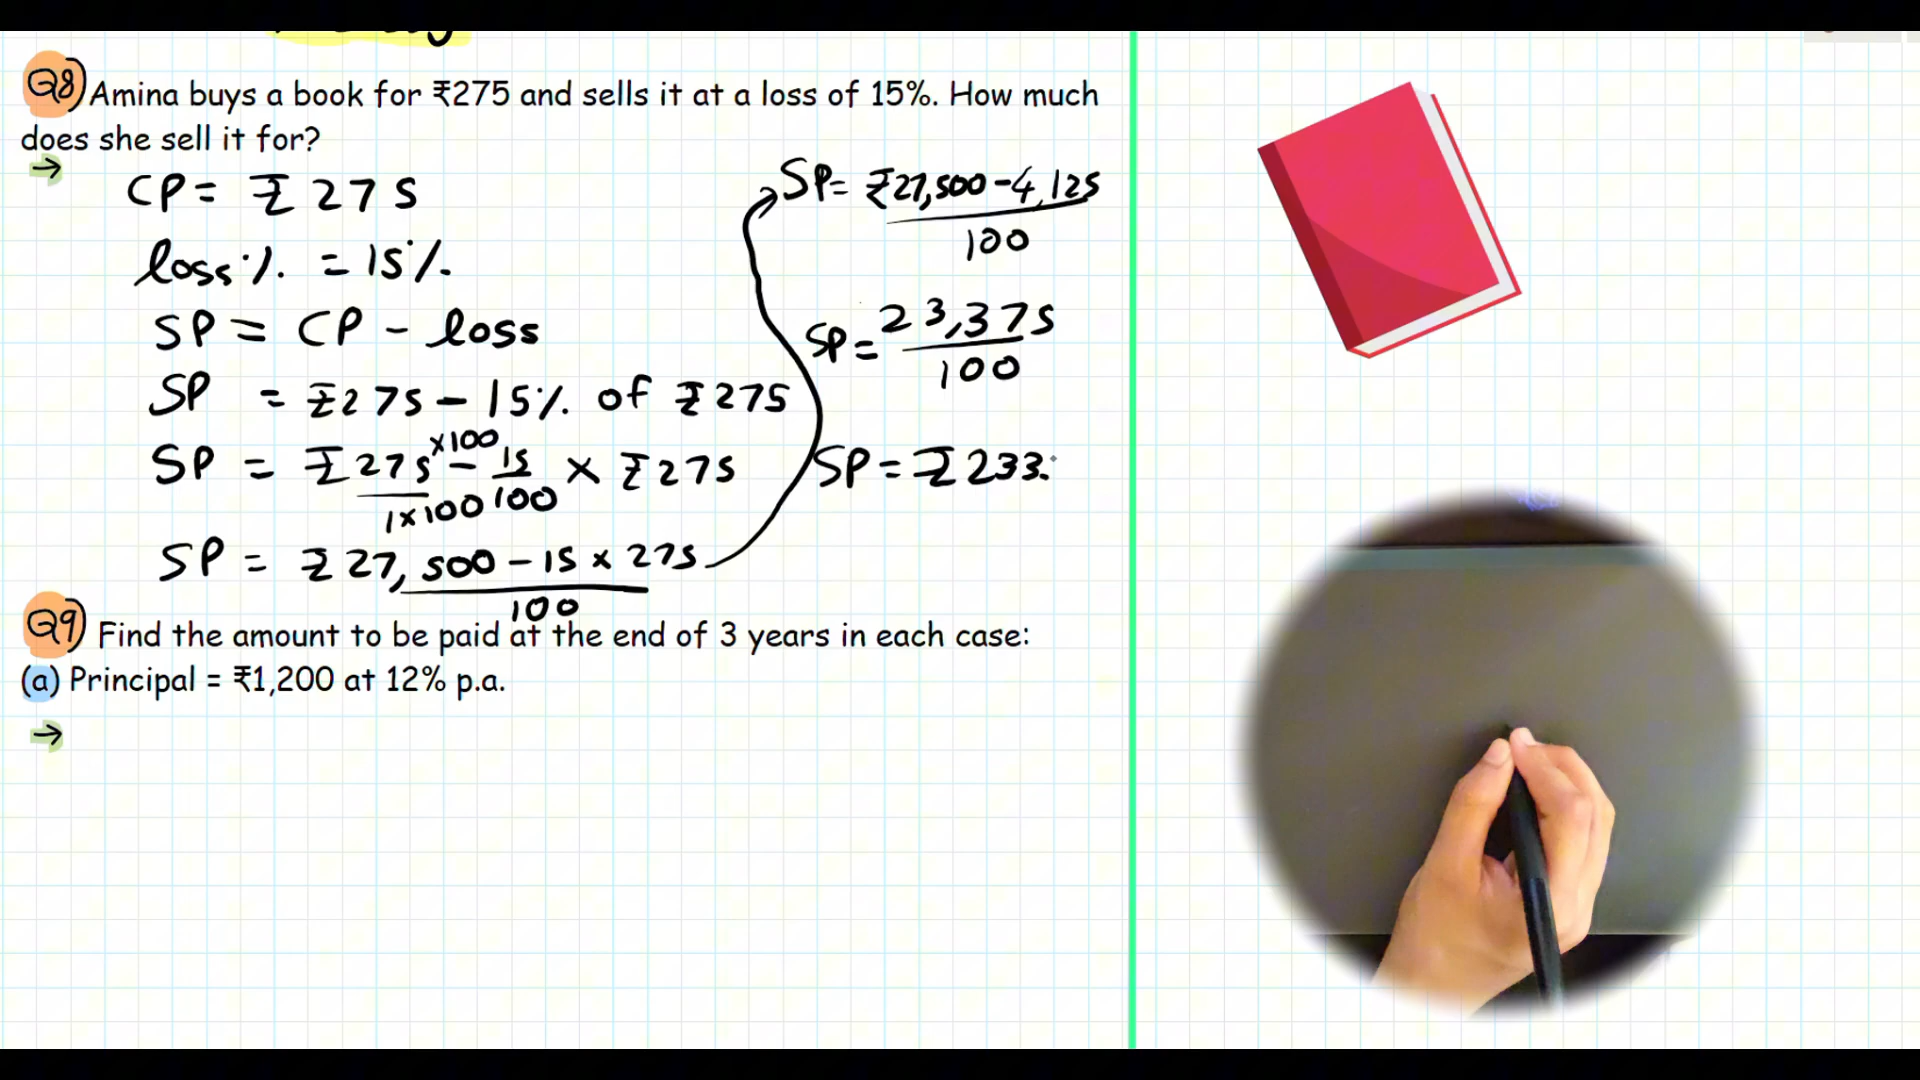 Q8) Amina buys a book for ₹275 and sells it at a loss of 15%. How much
does she sell it for?
→
CP = ₹275
loss% = 15%
SP = CP - loss
SP = ₹275 - 15% of ₹275
SP = ₹275×100/1×100 - 15/100 × ₹275
SP = ₹27,500 - 15 × 275/100
SP = ₹27,500 - 4,125/100
SP = 23,375/100
SP = ₹233.
Q9) Find the amount to be paid at the end of 3 years in each case:
(a) Principal = ₹1,200 at 12% p.a.
→